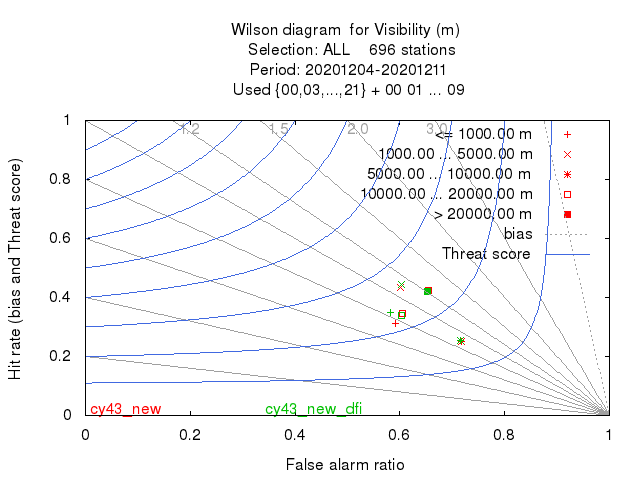 Wilson diagram for Visibility (m)
Selection: ALL 696 stations
Period: 20201204-20201211
Used {00,03,...,21} + 00 01 ... 09
1.2 1.5 2.0 3.0
<= 1000.00 m
1000.00 ... 5000.00 m
5000.00 ... 10000.00 m
10000.00 ... 20000.00 m
> 20000.00 m
bias
Threat score
Hit rate (bias and Threat score)
1
0.8
0.6
0.4
0.2
0
cy43_new cy43_new_dfi
0 0.2 0.4 0.6 0.8 1
False alarm ratio